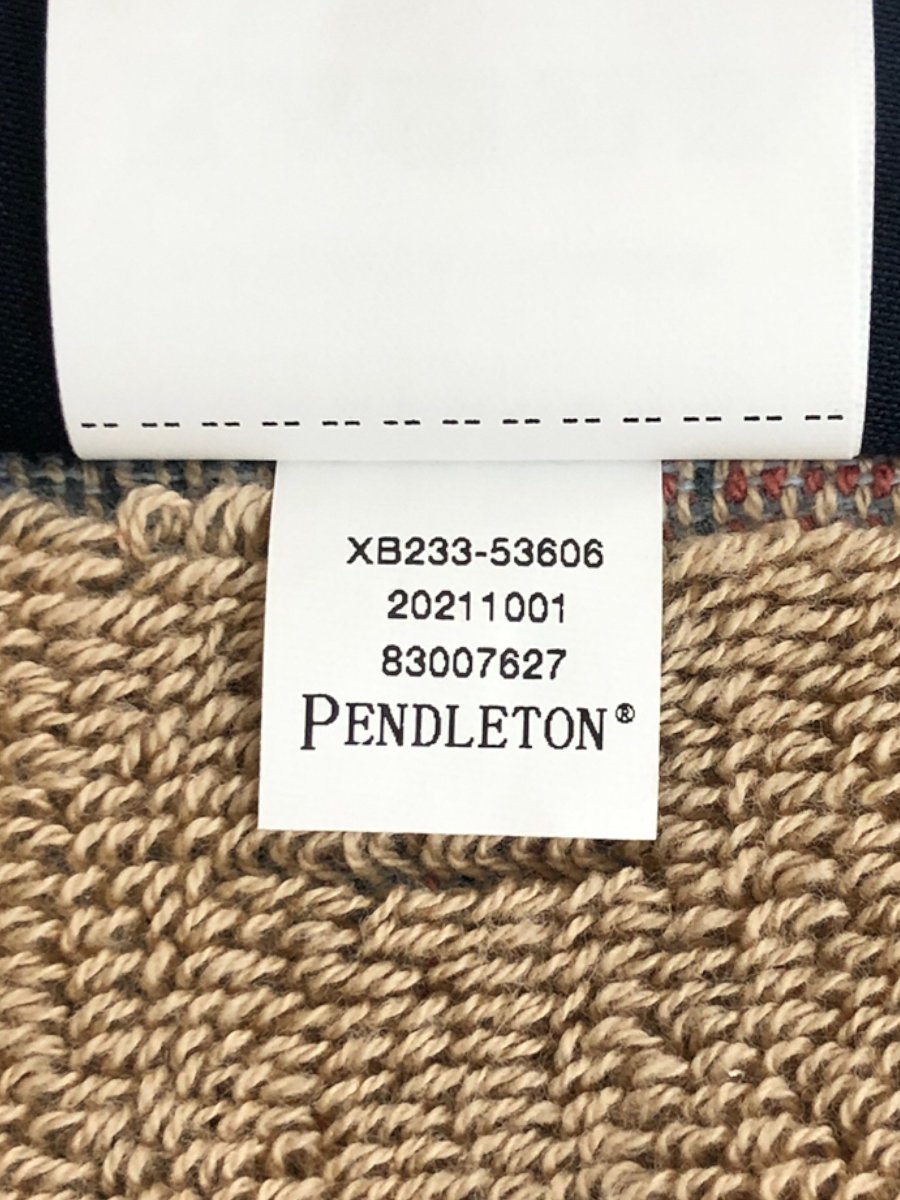 XB233-53606
20211001
83007627
PENDLETON®